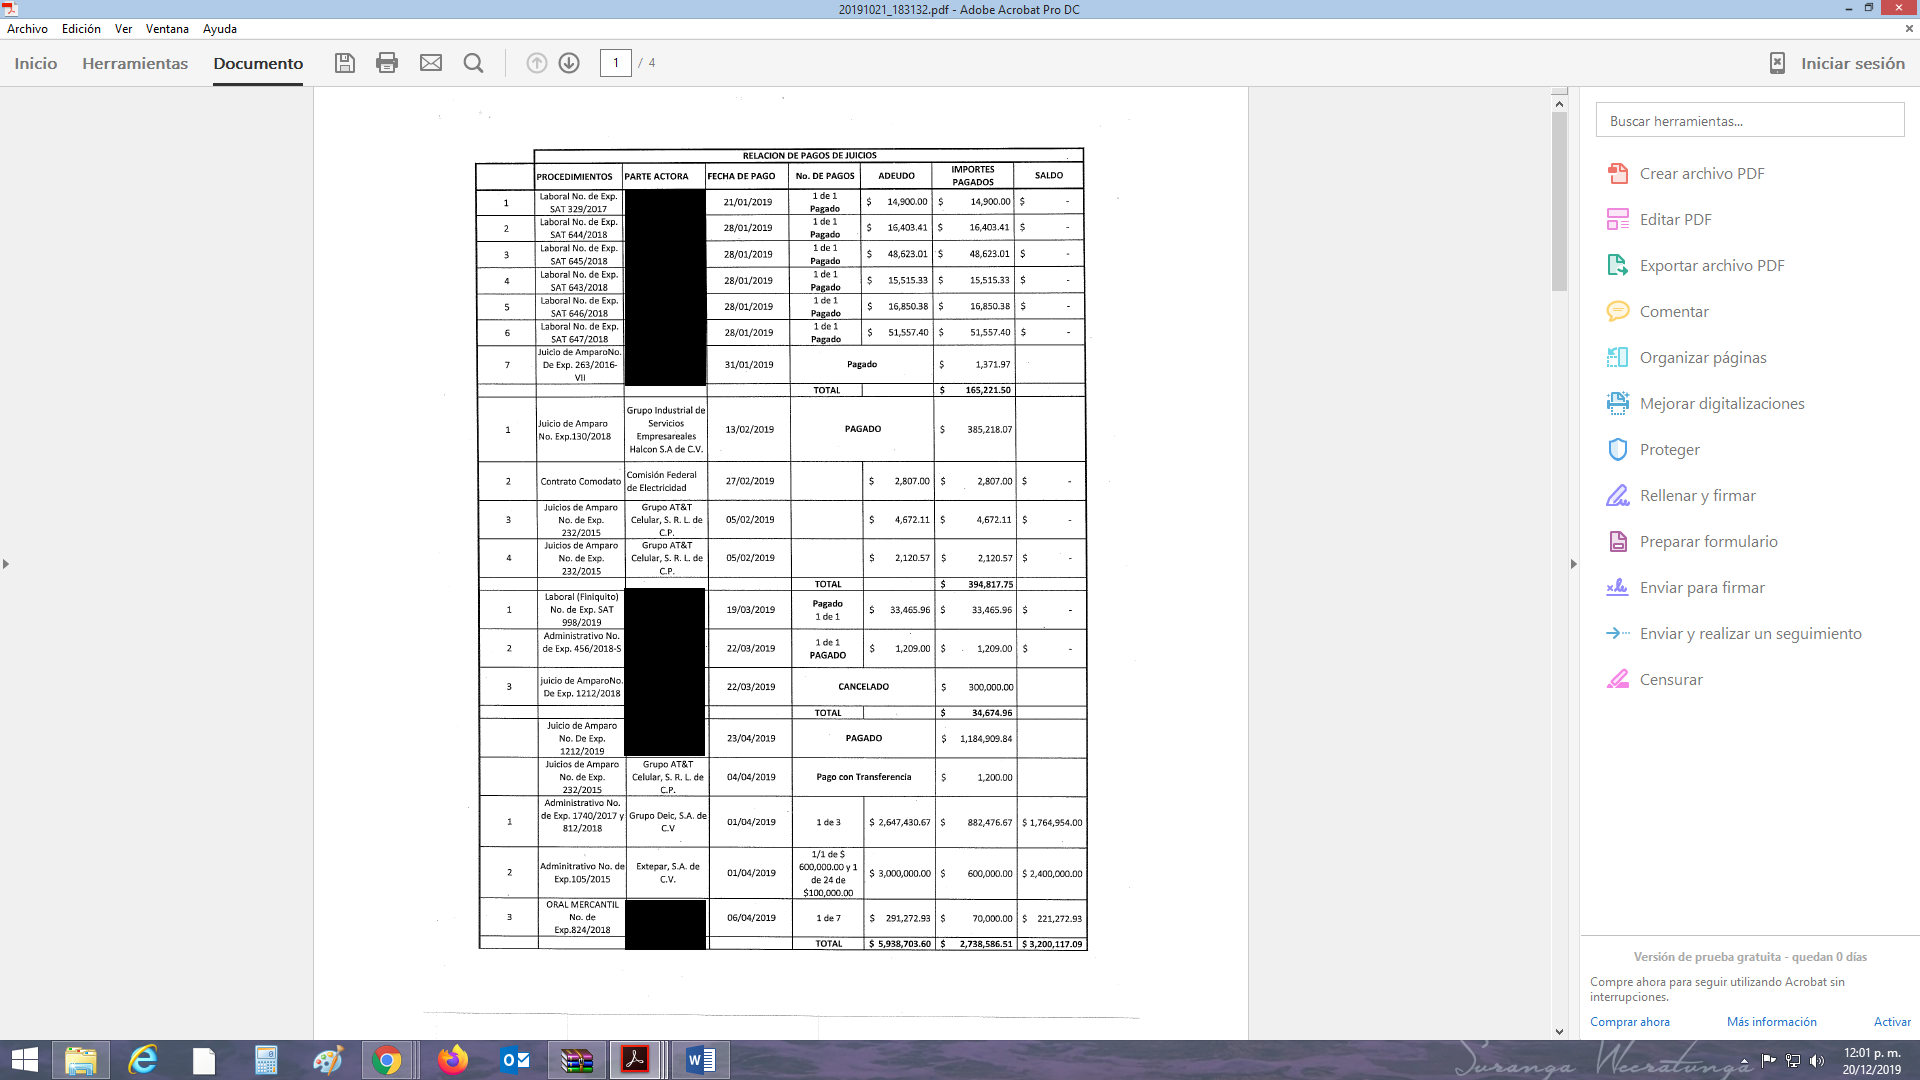 20191021_183132.pdf - Adobe Acrobat Pro DC
Archivo Edición Ver Ventana Ayuda
Inicio Herramientas Documento 1 / 4 Iniciar sesión
RELACION DE PAGOS DE JUICIOS
PROCEDIMIENTOS PARTE ACTORA FECHA DE PAGO No. DE PAGOS ADEUDO IMPORTES PAGADOS SALDO
1 Laboral No. de Exp. SAT 329/2017 21/01/2019 1 de 1 Pagado $ 14,900.00 $ 14,900.00 $ -
2 Laboral No. de Exp. SAT 644/2018 28/01/2019 1 de 1 Pagado $ 16,403.41 $ 16,403.41 $ -
3 Laboral No. de Exp. SAT 645/2018 28/01/2019 1 de 1 Pagado $ 48,623.01 $ 48,623.01 $ -
4 Laboral No. de Exp. SAT 643/2018 28/01/2019 1 de 1 Pagado $ 15,515.33 $ 15,515.33 $ -
5 Laboral No. de Exp. SAT 646/2018 28/01/2019 1 de 1 Pagado $ 16,850.38 $ 16,850.38 $ -
6 Laboral No. de Exp. SAT 647/2018 28/01/2019 1 de 1 Pagado $ 51,557.40 $ 51,557.40 $ -
7 Juicio de AmparoNo. De Exp. 263/2016-VII 31/01/2019 Pagado $ 1,371.97
TOTAL $ 165,221.50
1 Juicio de Amparo No. Exp.130/2018 Grupo Industrial de Servicios Empresareales Halcon S.A de C.V. 13/02/2019 PAGADO $ 385,218.07
2 Contrato Comodato Comisión Federal de Electricidad 27/02/2019 $ 2,807.00 $ 2,807.00 $ -
3 Juicios de Amparo No. de Exp. 232/2015 Grupo AT&T Celular, S. R. L. de C.P. 05/02/2019 $ 4,672.11 $ 4,672.11 $ -
4 Juicios de Amparo No. de Exp. 232/2015 Grupo AT&T Celular, S. R. L. de C.P. 05/02/2019 $ 2,120.57 $ 2,120.57 $ -
TOTAL $ 394,817.75
1 Laboral (Finiquito) No. de Exp. SAT 998/2019 19/03/2019 Pagado 1 de 1 $ 33,465.96 $ 33,465.96 $ -
2 Administrativo No. de Exp. 456/2018-S 22/03/2019 1 de 1 PAGADO $ 1,209.00 $ 1,209.00 $ -
3 juicio de AmparoNo. De Exp. 1212/2018 22/03/2019 CANCELADO $ 300,000.00
TOTAL $ 34,674.96
Juicio de Amparo No. De Exp. 1212/2019 23/04/2019 PAGADO $ 1,184,909.84
Juicios de Amparo No. de Exp. 232/2015 Grupo AT&T Celular, S. R. L. de C.P. 04/04/2019 Pago con Transferencia $ 1,200.00
1 Administrativo No. de Exp. 1740/2017 y 812/2018 Grupo Deic, S.A. de C.V 01/04/2019 1 de 3 $ 2,647,430.67 $ 882,476.67 $ 1,764,954.00
2 Adminitrativo No. de Exp.105/2015 Extepar, S.A. de C.V. 01/04/2019 1/1 de $ 600,000.00 y 1 de 24 de $100,000.00 $ 3,000,000.00 $ 600,000.00 $ 2,400,000.00
3 ORAL MERCANTIL No. de Exp.824/2018 06/04/2019 1 de 7 $ 291,272.93 $ 70,000.00 $ 221,272.93
TOTAL $ 5,938,703.60 $ 2,738,586.51 $ 3,200,117.09
Buscar herramientas...
Crear archivo PDF
Editar PDF
Exportar archivo PDF
Comentar
Organizar páginas
Mejorar digitalizaciones
Proteger
Rellenar y firmar
Preparar formulario
Enviar para firmar
Enviar y realizar un seguimiento
Censurar
Versión de prueba gratuita - quedan 0 días
Compre ahora para seguir utilizando Acrobat sin
interrupciones.
Comprar ahora Más información Activar
Suranga Weeratunga
12:01 p. m.
20/12/2019